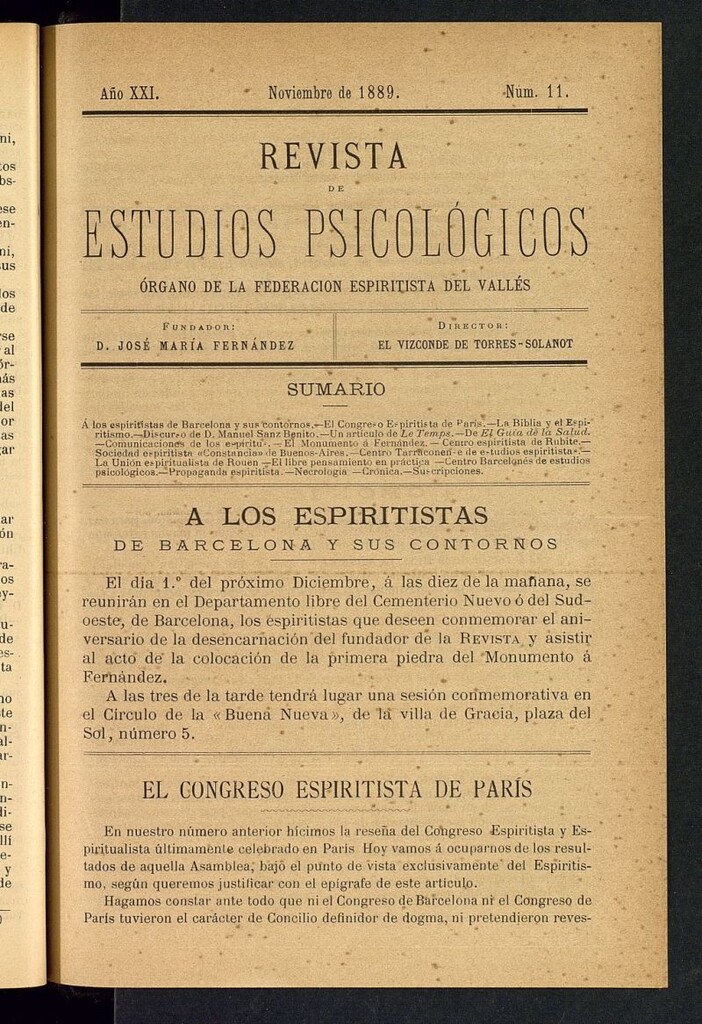 Año XXI. Noviembre de 1889. Núm. 11.
REVISTA
DE
ESTUDIOS PSICOLÓGICOS
ÓRGANO DE LA FEDERACION ESPIRITISTA DEL VALLÉS
FUNDADOR:
D. JOSÉ MARÍA FERNÁNDEZ
DIRECTOR:
EL VIZCONDE DE TORRES-SOLANOT
SUMARIO
Á los espiritistas de Barcelona y sus contornos.—El Congreso Espiritista de París.—La Biblia y el Espi-
ritismo.—Discurso de D. Manuel Sanz Benito.—Un artículo de Le Temps.—De El Guía de la Salud.
—Comunicaciones de los espíritus.—El Monumento á Fernández.—Centro espiritista de Rubite.—
Sociedad espiritista «Constancia» de Buenos-Aires.—Centro Tarraconense de estudios espiritistas.—
La Unión espiritualista de Rouen—El libre pensamiento en práctica—Centro Barcelonés de estudios
psicológicos.—Propaganda espiritista.—Necrología—Crónica.—Suscripciones.
A LOS ESPIRITISTAS
DE BARCELONA Y SUS CONTORNOS
El día 1.º del próximo Diciembre, á las diez de la mañana, se
reunirán en el Departamento libre del Cementerio Nuevo ó del Sud-
oeste, de Barcelona, los espiritistas que deseen conmemorar el ani-
versario de la desencarnación del fundador de la REVISTA y asistir
al acto de la colocación de la primera piedra del Monumento á
Fernández.
A las tres de la tarde tendrá lugar una sesión conmemorativa en
el Círculo de la «Buena Nueva», de la villa de Gracia, plaza del
Sol, número 5.
EL CONGRESO ESPIRITISTA DE PARÍS
En nuestro número anterior hicimos la reseña del Congreso Espiritista y Es-
piritualista últimamente celebrado en París Hoy vamos á ocuparnos de los resul-
tados de aquella Asamblea, bajo el punto de vista exclusivamente del Espiritis-
mo, según queremos justificar con el epígrafe de este artículo.
Hagamos constar ante todo que ni el Congreso de Barcelona ni el Congreso de
París tuvieron el carácter de Concilio definidor de dogma, ni pretendieron reves-